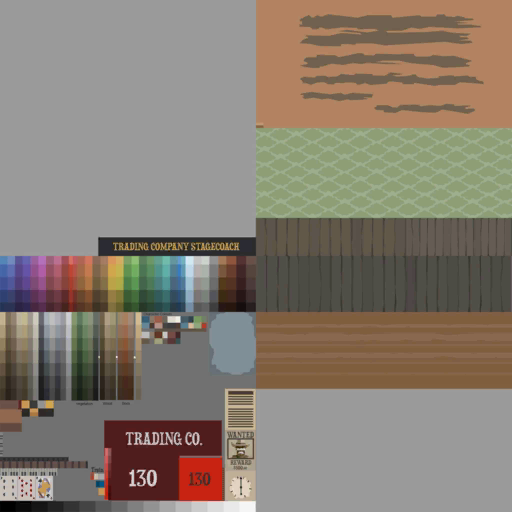 TRADING COMPANY STAGECOACH
TRADING CO.
130
130
WANTED
REWARD